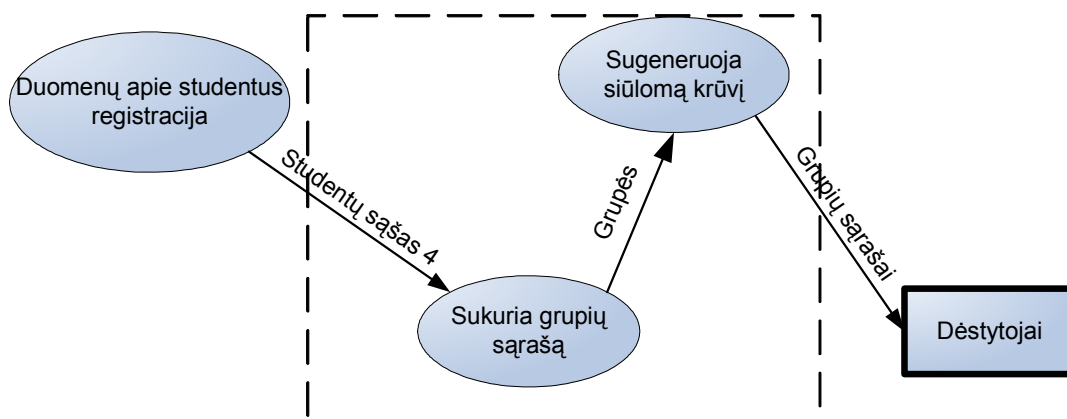 Duomenų apie studentus
registracija
Studentų sąšas 4
Sukuria grupių
sąrašą
Grupės
Sugeneruoja
siūlomą krūvį
Grupių sąrašai
Dėstytojai